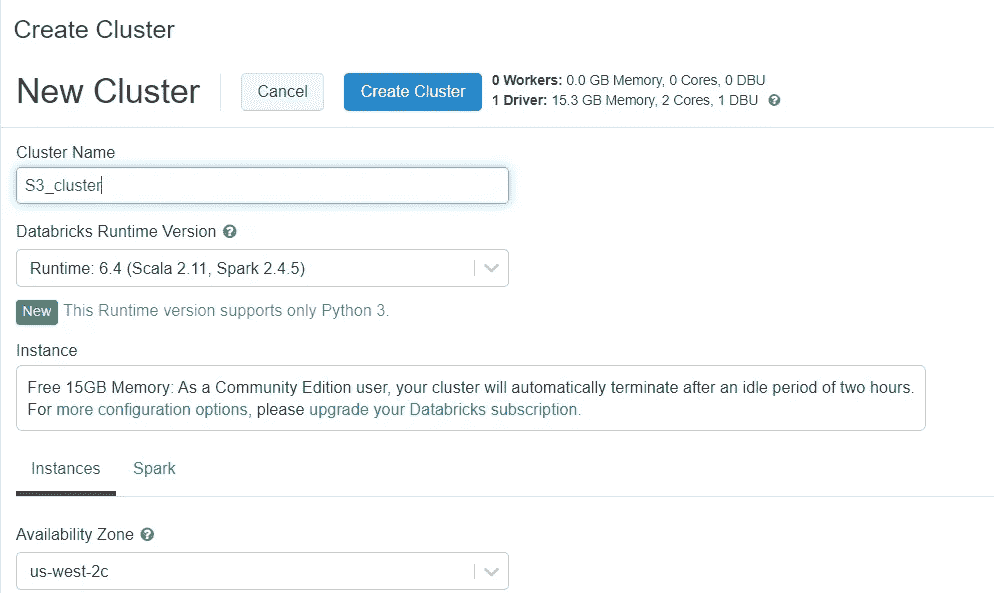 Create Cluster
New Cluster
Cancel
Create Cluster
0 Workers: 0.0 GB Memory, 0 Cores, 0 DBU
1 Driver: 15.3 GB Memory, 2 Cores, 1 DBU ?
Cluster Name
S3_cluster
Databricks Runtime Version ?
Runtime: 6.4 (Scala 2.11, Spark 2.4.5)
New This Runtime version supports only Python 3.
Instance
Free 15GB Memory: As a Community Edition user, your cluster will automatically terminate after an idle period of two hours.
For more configuration options, please upgrade your Databricks subscription.
Instances Spark
Availability Zone ?
us-west-2c